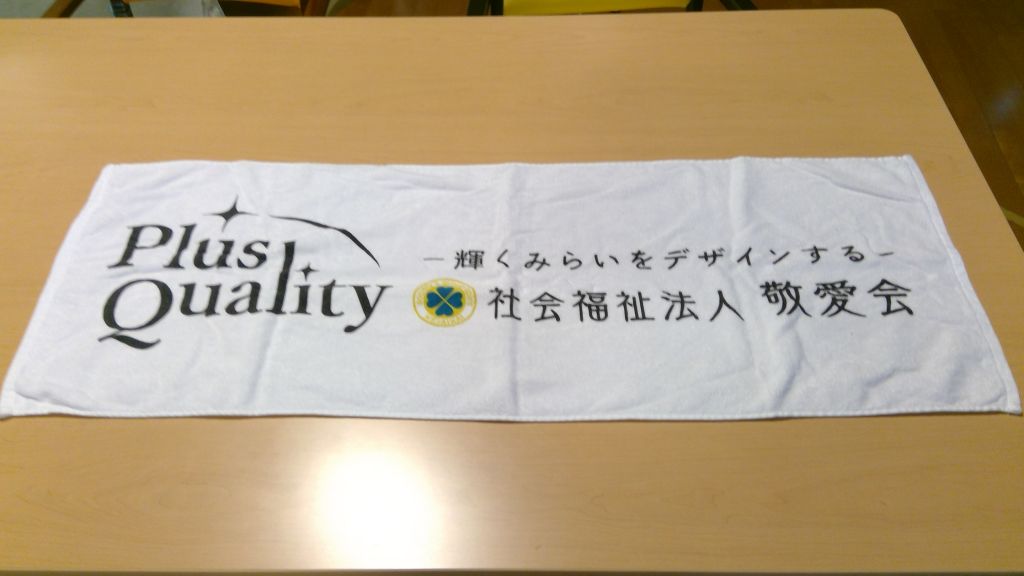 Plus
Quality
－輝くみらいをデザインする－
社会福祉法人 敬愛会